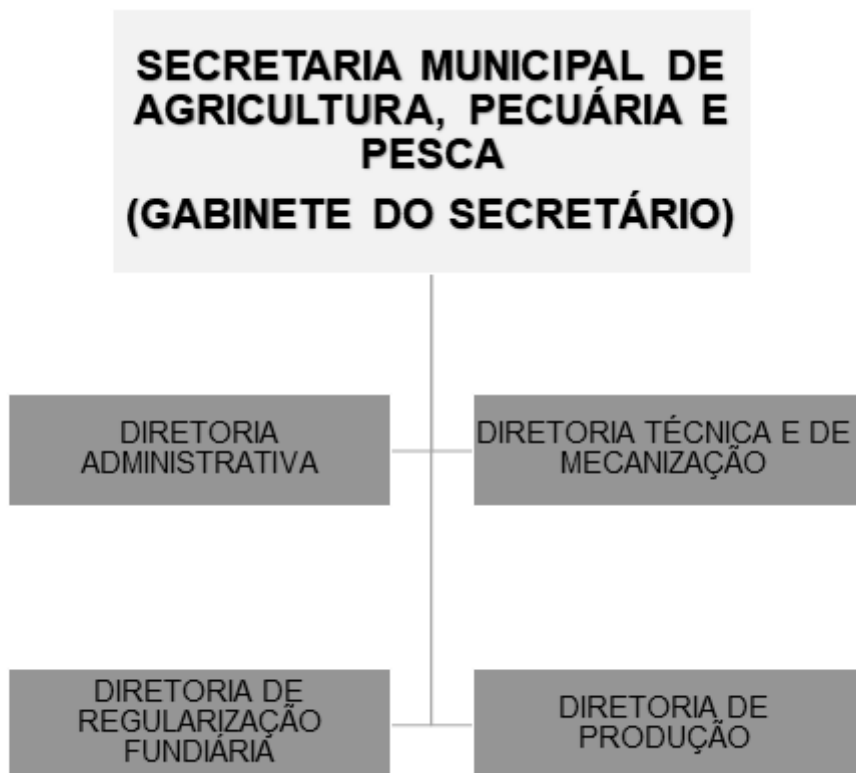 SECRETARIA MUNICIPAL DE
AGRICULTURA, PECUÁRIA E
PESCA
(GABINETE DO SECRETÁRIO)
DIRETORIA
ADMINISTRATIVA
DIRETORIA TÉCNICA E DE
MECANIZAÇÃO
DIRETORIA DE
REGULARIZAÇÃO
FUNDIÁRIA
DIRETORIA DE
PRODUÇÃO